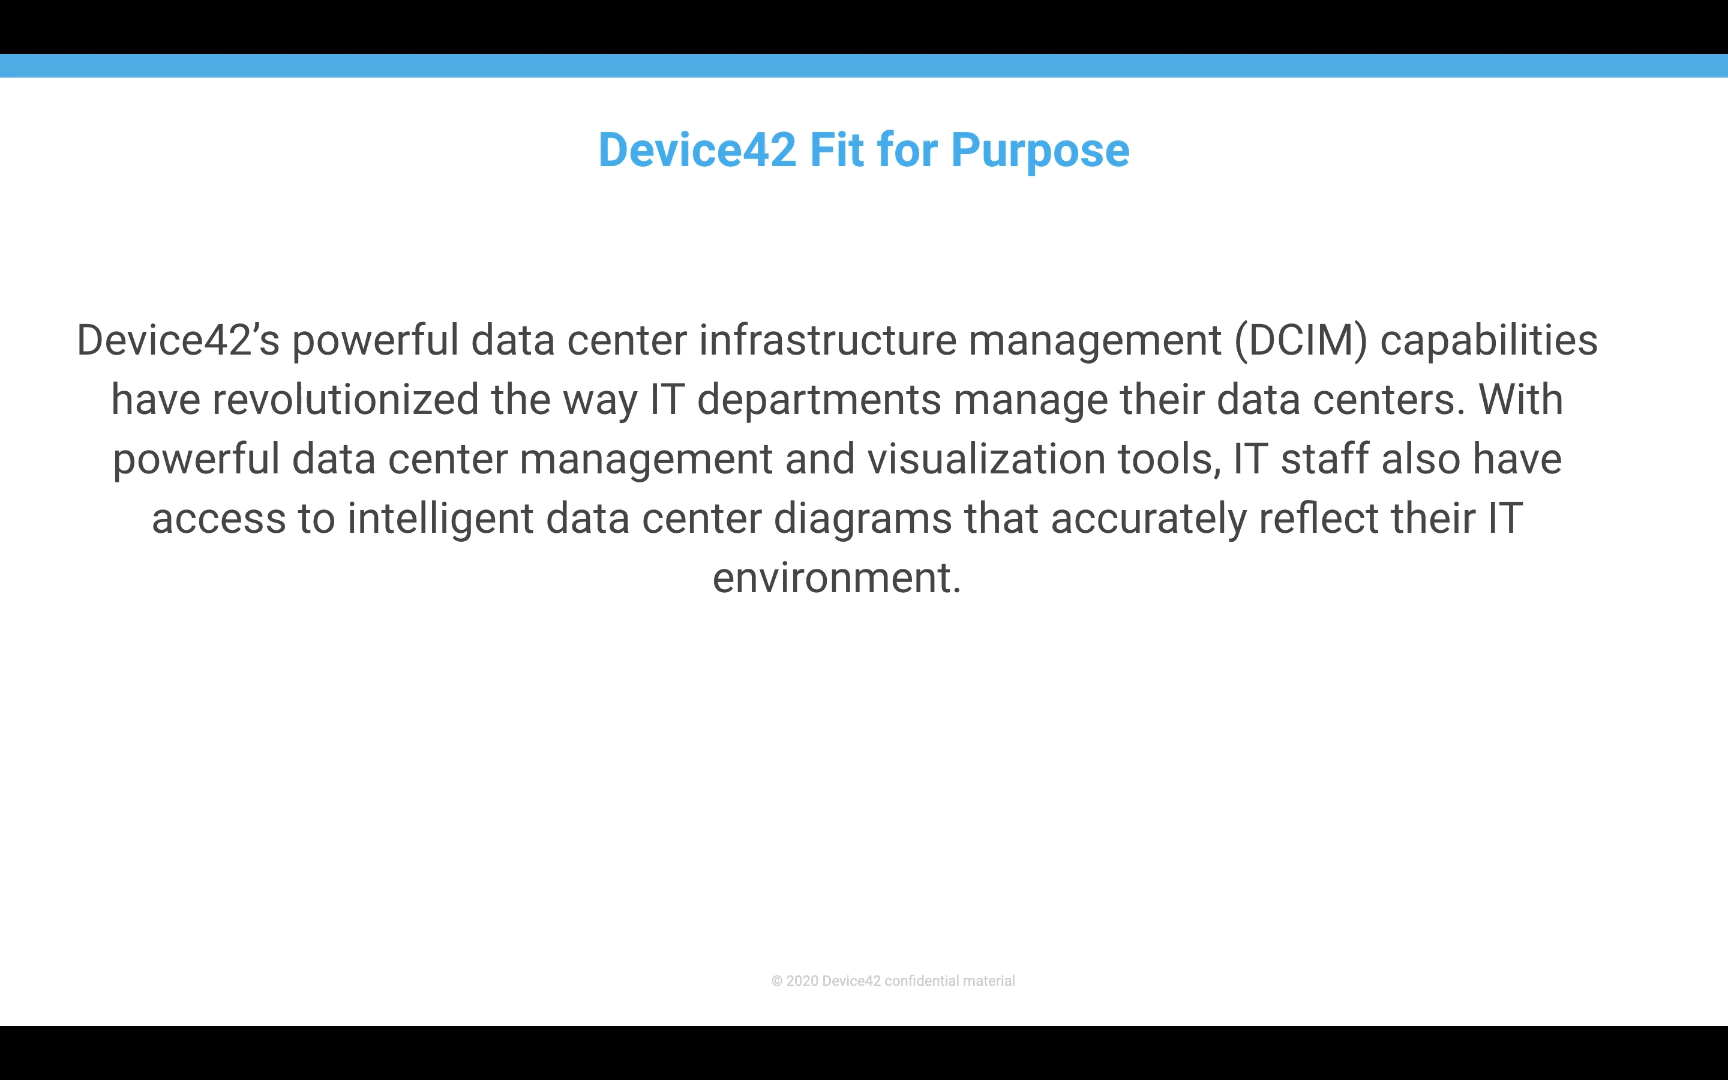 Device42 Fit for Purpose
Device42’s powerful data center infrastructure management (DCIM) capabilities
have revolutionized the way IT departments manage their data centers. With
powerful data center management and visualization tools, IT staff also have
access to intelligent data center diagrams that accurately reflect their IT
environment.
© 2020 Device42 confidential material